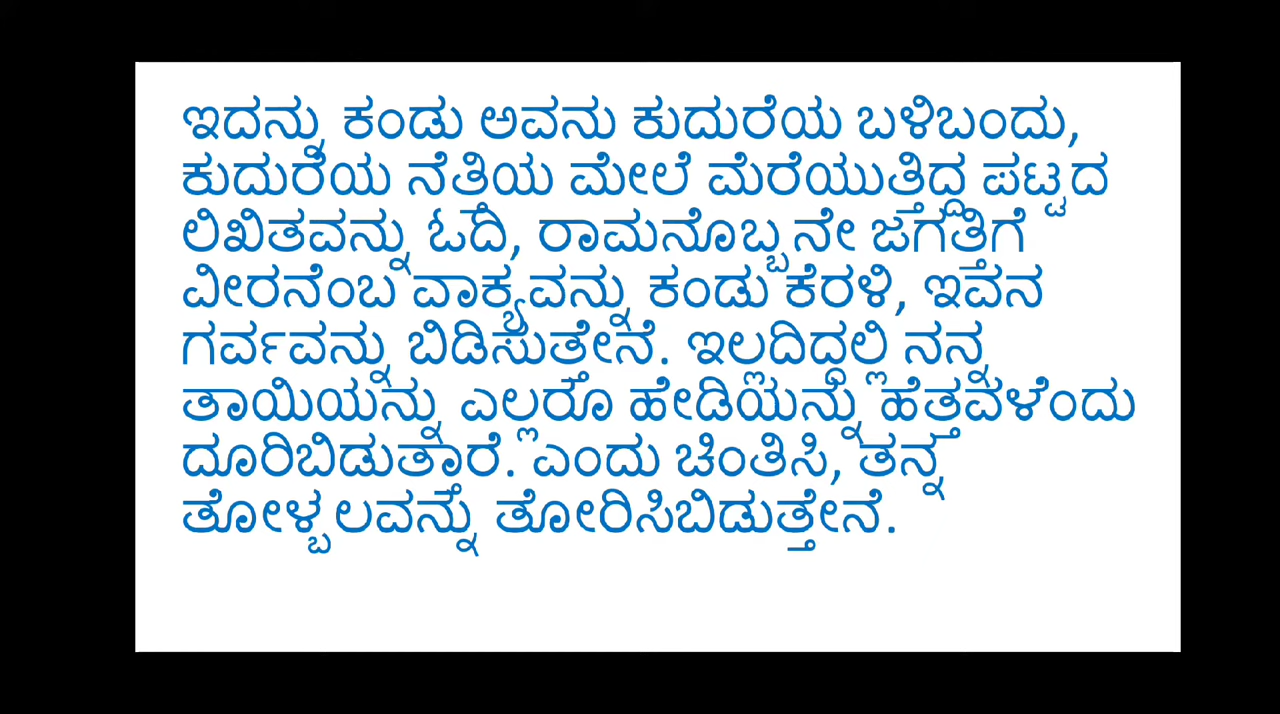 ಇದನ್ನು ಕಂಡು ಅವನು ಕುದುರೆಯ ಬಳಿಬಂದು,
ಕುದುರೆಯ ನೆತ್ತಿಯ ಮೇಲೆ ಮೆರೆಯುತ್ತಿದ್ದ ಪಟ್ಟದ
ಲಿಖಿತವನ್ನು ಓದಿ, ರಾಮನೊಬ್ಬನೇ ಜಗತ್ತಿಗೆ
ವೀರನೆಂಬ ವಾಕ್ಯವನ್ನು ಕಂಡು ಕೆರಳಿ, ಇವನ
ಗರ್ವವನ್ನು ಬಿಡಿಸುತ್ತೇನೆ. ಇಲ್ಲದಿದ್ದಲ್ಲಿ ನನ್ನ
ತಾಯಿಯನ್ನು ಎಲ್ಲರೂ ಹೇಡಿಯನ್ನು ಹೆತ್ತವಳೆಂದು
ದೂರಿಬಿಡುತ್ತಾರೆ. ಎಂದು ಚಿಂತಿಸಿ, ತನ್ನ
ತೋಳ್ಬಲವನ್ನು ತೋರಿಸಿಬಿಡುತ್ತೇನೆ.